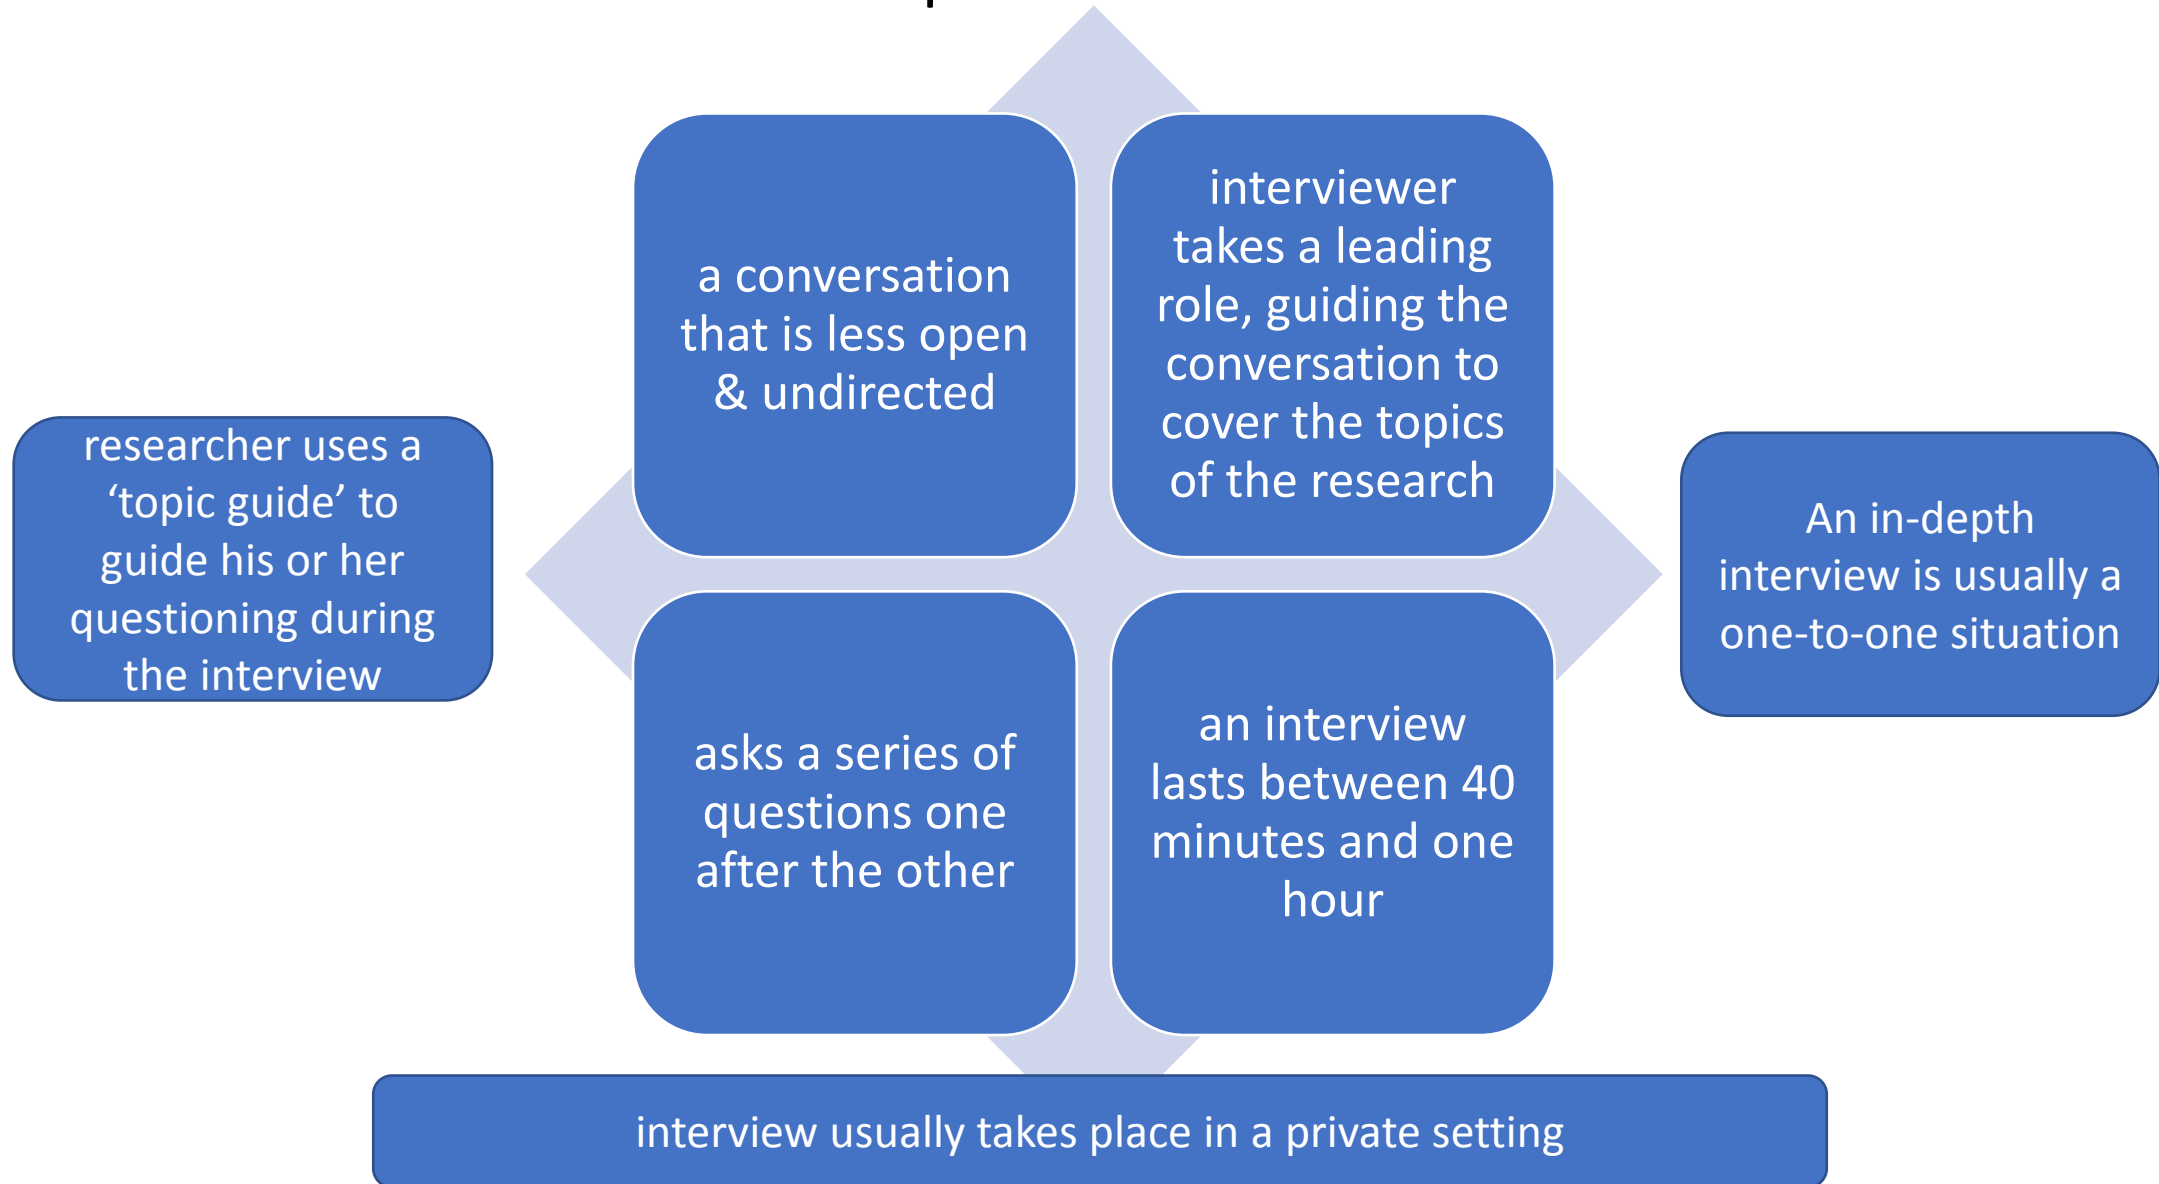 a conversation
that is less open
& undirected
interviewer
takes a leading
role, guiding the
conversation to
cover the topics
of the research
researcher uses a
‘topic guide’ to
guide his or her
questioning during
the interview
An in-depth
interview is usually a
one-to-one situation
asks a series of
questions one
after the other
an interview
lasts between 40
minutes and one
hour
interview usually takes place in a private setting